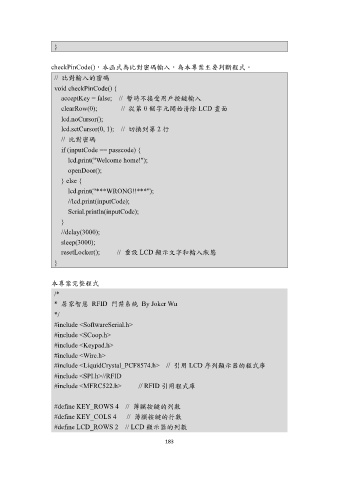 }
checkPinCode()，本函式為比對密碼輸入，為本專案主要判斷程式。
// 比對輸入的密碼
void checkPinCode() {
acceptKey = false;    // 暫時不接受用戶按鍵輸入
clearRow(0);          // 從第 0 個字元開始清除 LCD 畫面
lcd.noCursor();
lcd.setCursor(0, 1);   // 切換到第 2 行
// 比對密碼
if (inputCode == passcode) {
lcd.print("Welcome home!");
openDoor();
} else {
lcd.print("***WRONG!!***");
//lcd.print(inputCode);
Serial.println(inputCode);
}
//delay(3000);
sleep(3000);
resetLocker();        // 重設 LCD 顯示文字和輸入狀態
}
本專案完整程式
/*
* 居家智慧 RFID 門禁系統 By Joker Wu
*/
#include <SoftwareSerial.h>
#include <SCoop.h>
#include <Keypad.h>
#include <Wire.h>
#include <LiquidCrystal_PCF8574.h>   // 引用 LCD 序列顯示器的程式庫
#include <SPI.h>//RFID
#include <MFRC522.h>        // RFID 引用程式庫
#define KEY_ROWS 4   // 薄膜按鍵的列數
#define KEY_COLS 4    // 薄膜按鍵的行數
#define LCD_ROWS 2   // LCD 顯示器的列數
183